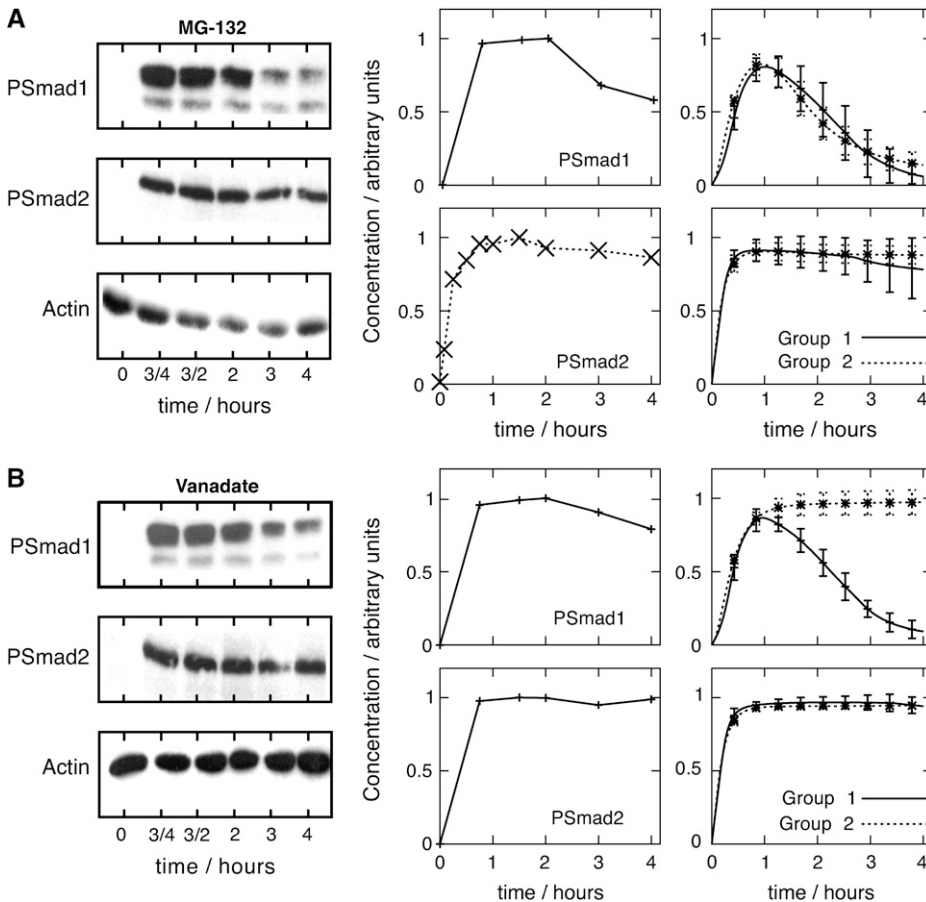 A
MG-132
PSmad1
PSmad2
Actin
0 3/4 3/2 2 3 4
time / hours
Concentration / arbitrary units
1
0.5
0
PSmad1
1
0.5
0
PSmad2
0 1 2 3 4
time / hours
1
0.5
0
1
0.5
0
Group 1
Group 2
0 1 2 3 4
time / hours
B
Vanadate
PSmad1
PSmad2
Actin
0 3/4 3/2 2 3 4
time / hours
Concentration / arbitrary units
1
0.5
0
PSmad1
1
0.5
0
PSmad2
0 1 2 3 4
time / hours
1
0.5
0
1
0.5
0
Group 1
Group 2
0 1 2 3 4
time / hours